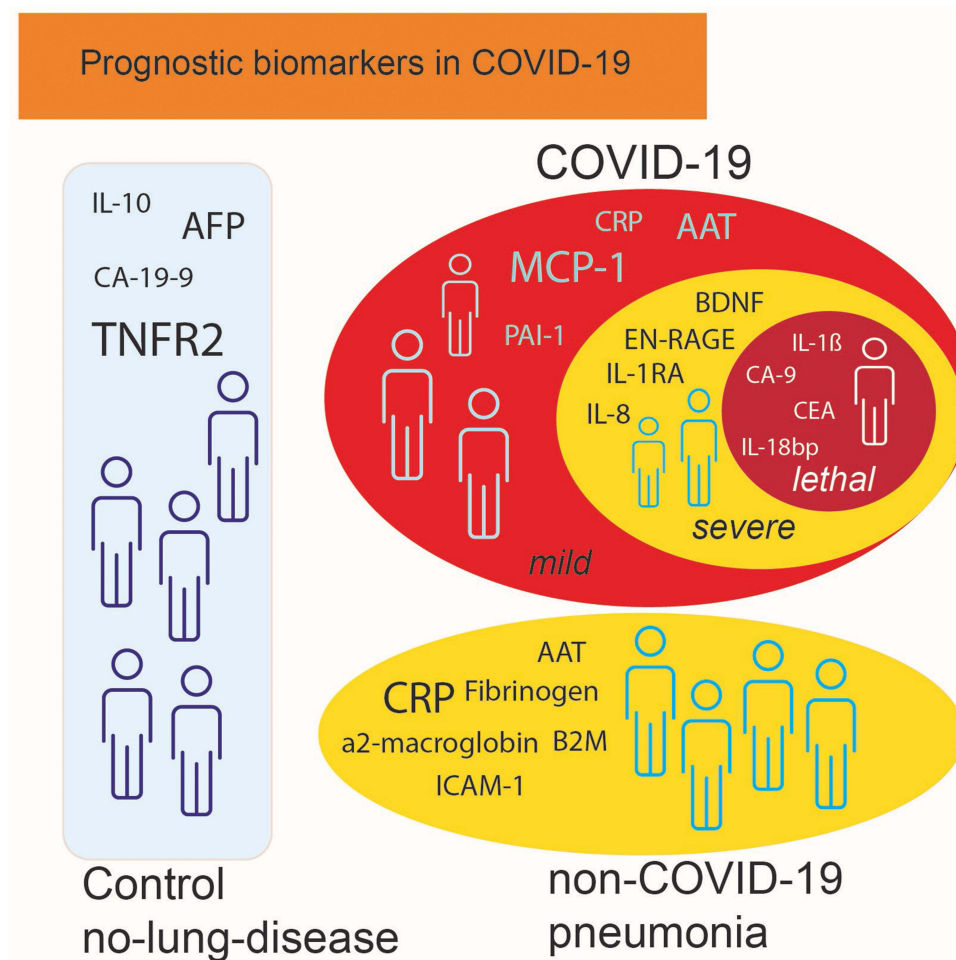 Prognostic biomarkers in COVID-19
IL-10
AFP
CA-19-9
TNFR2
Control
no-lung-disease
COVID-19
CRP
AAT
MCP-1
PAI-1
mild
BDNF
EN-RAGE
IL-1RA
IL-8
severe
IL-1ß
CA-9
CEA
IL-18bp
lethal
AAT
CRP Fibrinogen
a2-macroglobin B2M
ICAM-1
non-COVID-19
pneumonia